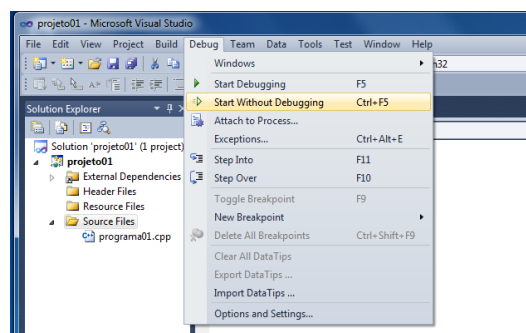 projeto01 - Microsoft Visual Studio
File Edit View Project Build Debug Team Data Tools Test Window Help
Windows
Start Debugging F5
Start Without Debugging Ctrl+F5
Attach to Process...
Exceptions... Ctrl+Alt+E
Step Into F11
Step Over F10
Toggle Breakpoint F9
New Breakpoint
Delete All Breakpoints Ctrl+Shift+F9
Clear All DataTips
Export DataTips ...
Import DataTips ...
Options and Settings...
Solution Explorer
Solution 'projeto01' (1 project)
projeto01
External Dependencies
Header Files
Resource Files
Source Files
programa01.cpp